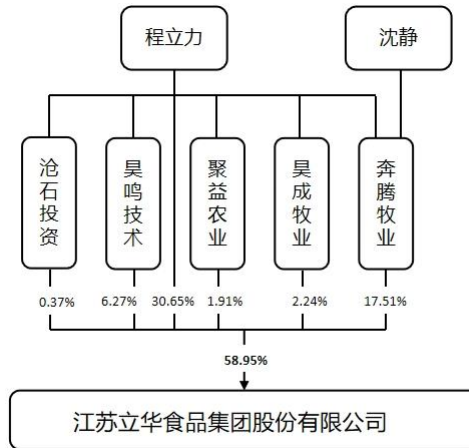 程立力
沈静
沧石投资
昊鸣技术
聚益农业
昊成牧业
奔腾牧业
0.37%
6.27%
30.65%
1.91%
2.24%
17.51%
58.95%
江苏立华食品集团股份有限公司